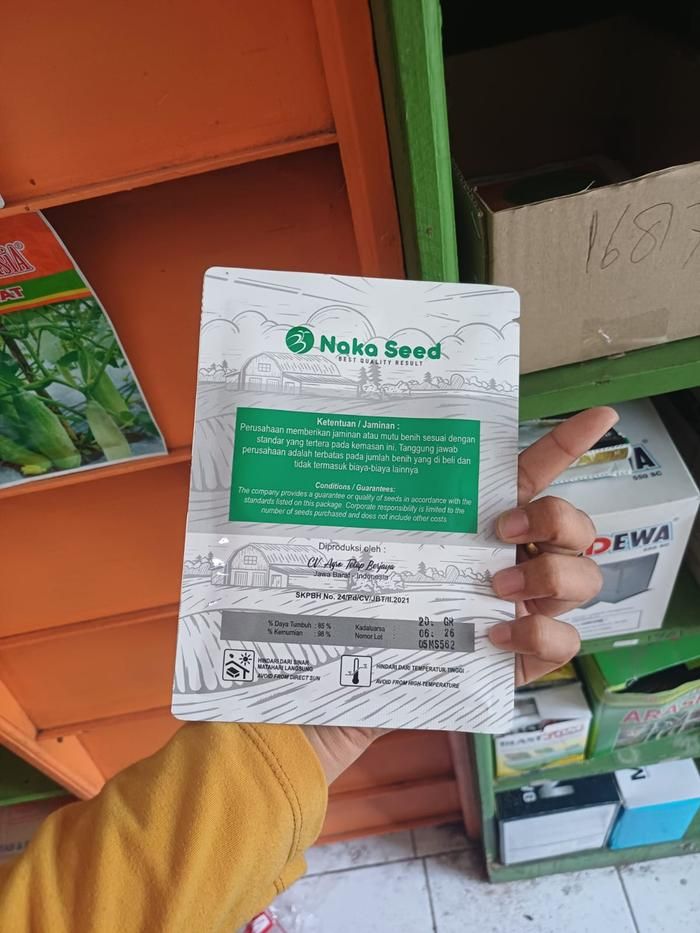 Naka Seed
BEST QUALITY RESULT
Ketentuan / Jaminan :
Perusahaan memberikan jaminan atau mutu benih sesuai dengan
standar yang tertera pada kemasan ini. Tanggung jawab
perusahaan adalah terbatas pada jumlah benih yang di beli dan
tidak termasuk biaya-biaya lainnya
Conditions / Guarantees:
The company provides a guarantee or quality of seeds in accordance with the
standards listed on this package. Corporate responsibility is limited to the
number of seeds purchased and does not include other costs
Diproduksi oleh :
CV. Agro Tetap Berjaya
Jawa Barat - Indonesia
SKPBH No. 24/Pd/CV/JBT/II.2021
20. GR
% Daya Tumbuh : 85 % Kadaluarsa : 06. 26
% Kemurnian : 98 % Nomor Lot : 05MS562
HINDARI DARI SINAR
MATAHARI LANGSUNG
AVOID FROM DIRECT SUN
HINDARI DARI TEMPERATUR TINGGI
AVOID FROM HIGH-TEMPERATURE
168
A
550 SC
DEWA